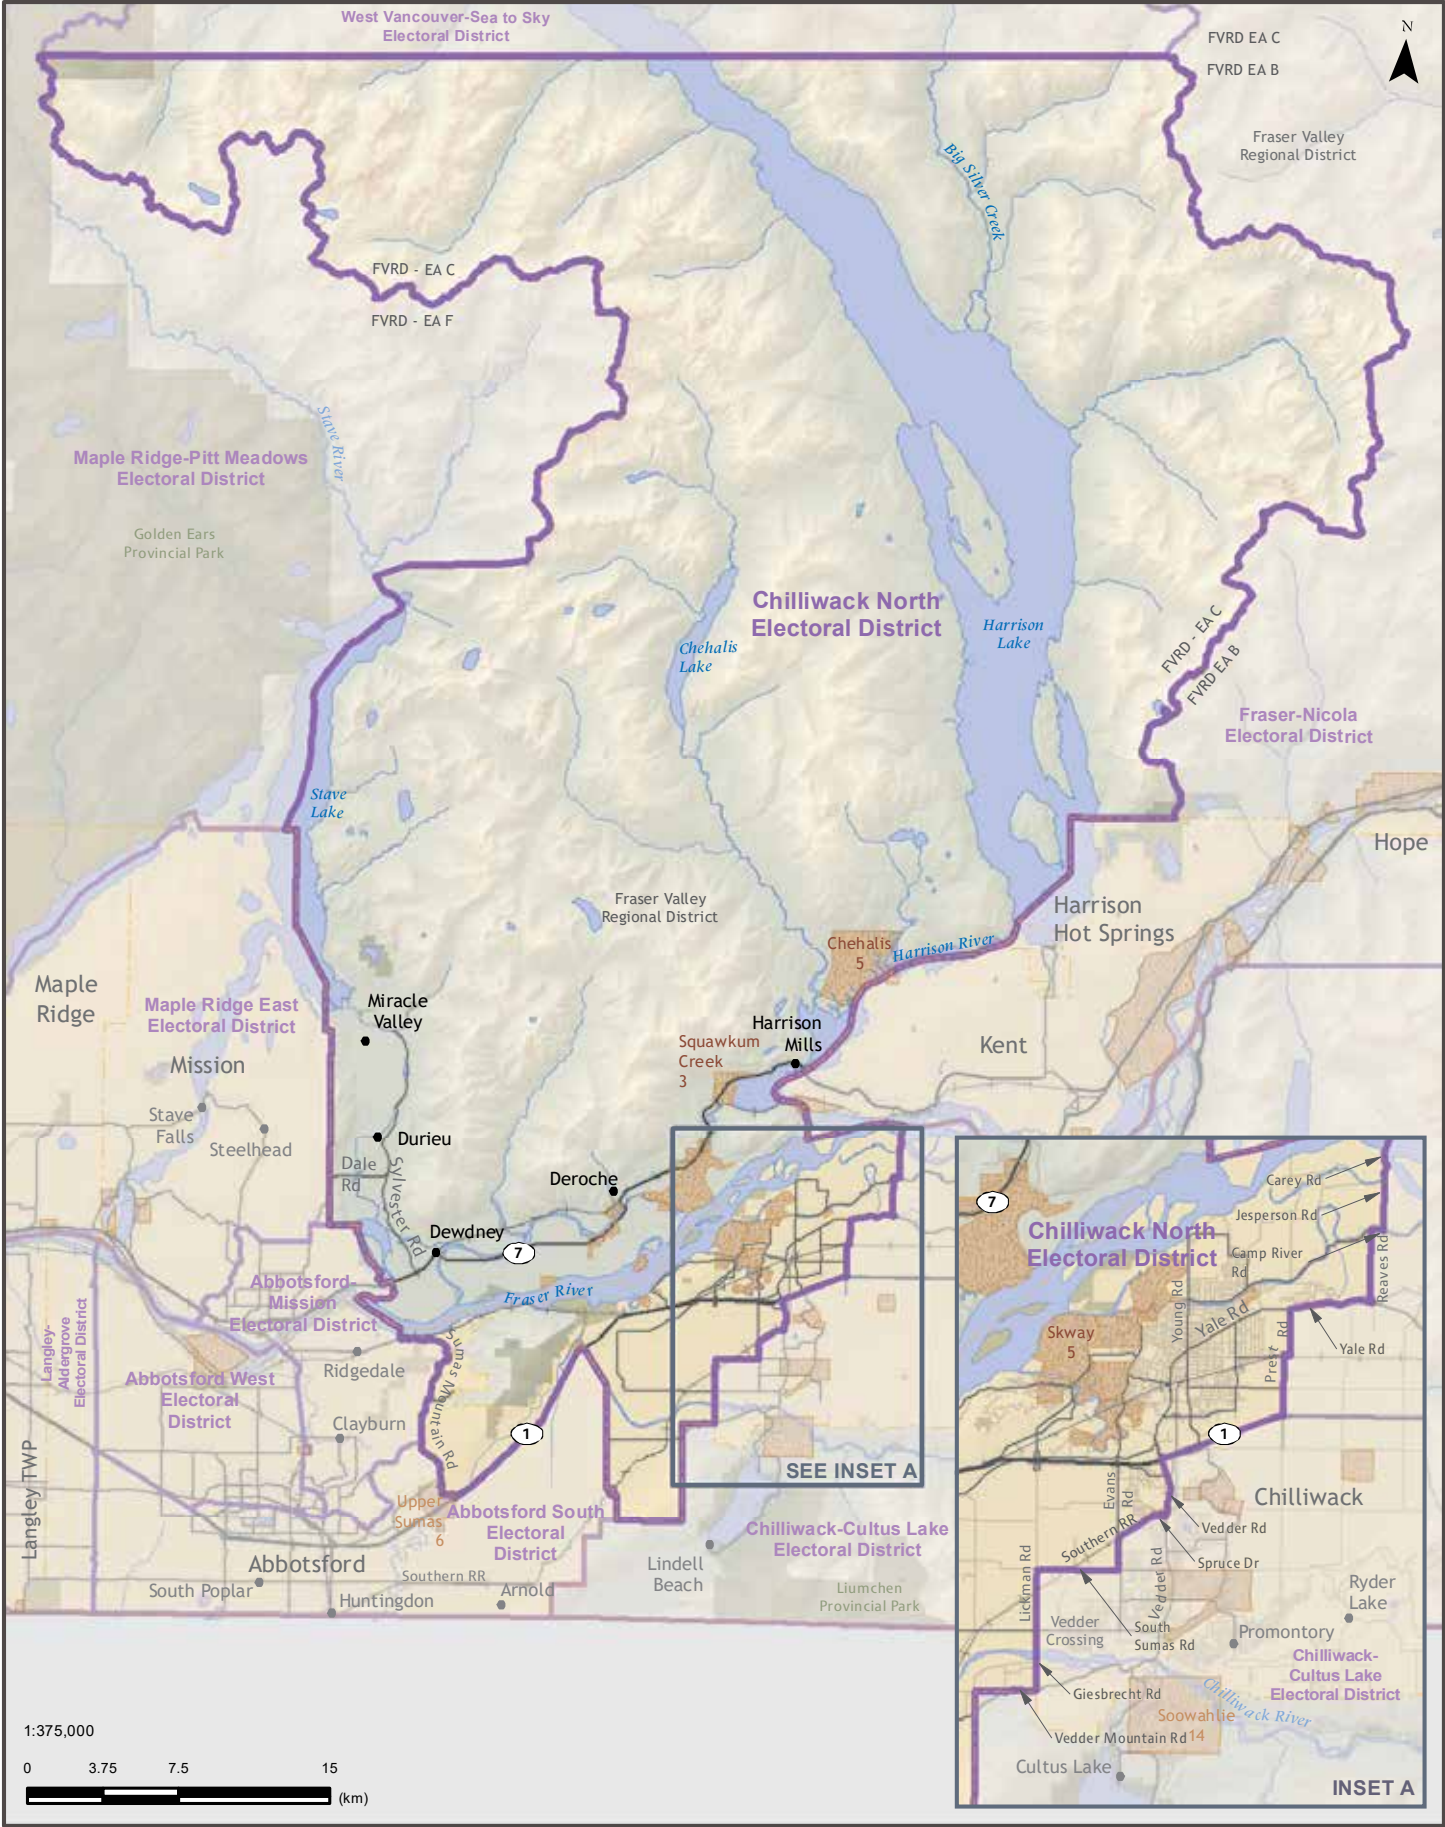 West Vancouver-Sea to Sky
Electoral District
N
FVRD EA C
FVRD EA B
Fraser Valley
Regional District
Big Silver Creek
FVRD - EA C
FVRD - EA F
Stave River
Maple Ridge-Pitt Meadows
Electoral District
Golden Ears
Provincial Park
Chilliwack North
Electoral District
Harrison
Lake
Chehalis
Lake
FVRD - EA C
FVRD EA B
Fraser-Nicola
Electoral District
Stave
Lake
Hope
Fraser Valley
Regional District
Harrison
Hot Springs
Chehalis
5
Harrison River
Maple
Ridge
Maple Ridge East
Electoral District
Miracle
Valley
Harrison
Mills
Squawkum
Creek
3
Kent
Mission
Stave
Falls
Steelhead
Durieu
Dale
Rd
Sylvester Rd
Deroche
Dewdney
7
Fraser River
Abbotsford-
Mission
Electoral District
Langley-
Aldergrove
Electoral District
Ridgedale
Sumas Mountain Rd
Abbotsford West
Electoral
District
Clayburn
1
SEE INSET A
Langley TWP
Upper
Sumas
6
Abbotsford South
Electoral
District
Chilliwack-Cultus Lake
Electoral District
Abbotsford
Southern RR
Lindell
Beach
South Poplar
Huntingdon
Arnold
Liumchen
Provincial Park
1:375,000
0 3.75 7.5 15
(km)
Carey Rd
7
Jesperson Rd
Chilliwack North
Electoral District
Camp River
Rd
Reaves Rd
Young Rd
Yale Rd
Prest Rd
Yale Rd
Skway
5
1
Evans
Rd
Chilliwack
Vedder Rd
Southern RR
Spruce Dr
Lickman Rd
Vedder Rd
Ryder
Lake
Vedder
Crossing
South
Sumas Rd
Promontory
Chilliwack-
Cultus Lake
Electoral District
Giesbrecht Rd
Chilliwack River
Soowahlie
14
Vedder Mountain Rd
Cultus Lake
INSET A